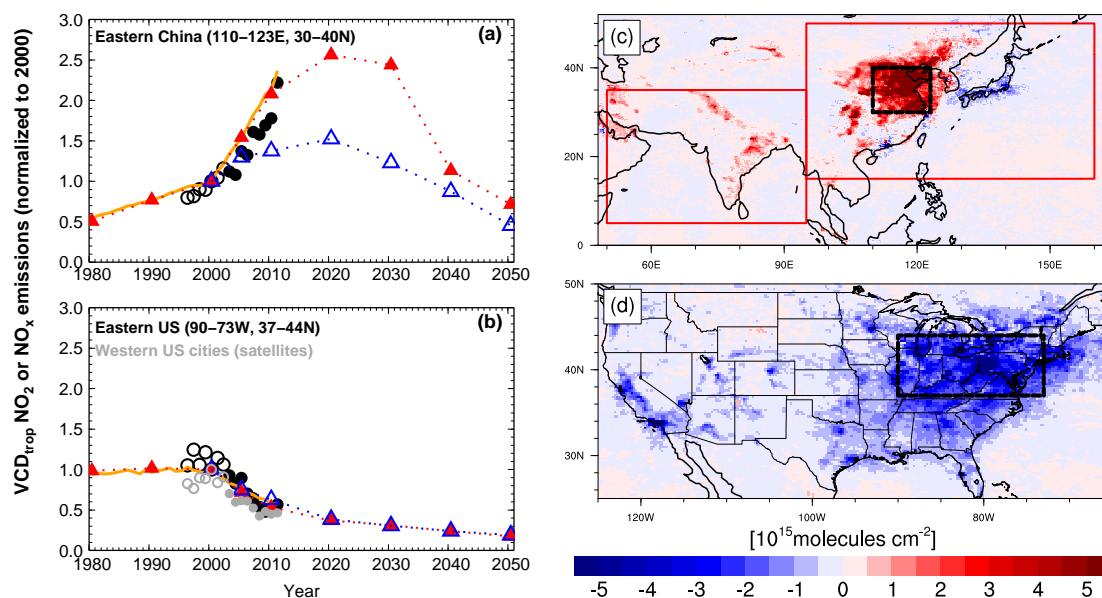 VCDtrop NO2 or NOx emissions (normalized to 2000)
Eastern China (110–123E, 30–40N)
(a)
3.0
2.5
2.0
1.5
1.0
0.5
0.0
1980 1990 2000 2010 2020 2030 2040 2050
Eastern US (90–73W, 37–44N)
(b)
Western US cities (satellites)
3.0
2.5
2.0
1.5
1.0
0.5
0.0
1980 1990 2000 2010 2020 2030 2040 2050
Year
(c)
40N
20N
0
60E 90E 120E 150E
(d)
50N
40N
30N
120W 100W 80W
[10^15 molecules cm^-2]
-5 -4 -3 -2 -1 0 1 2 3 4 5